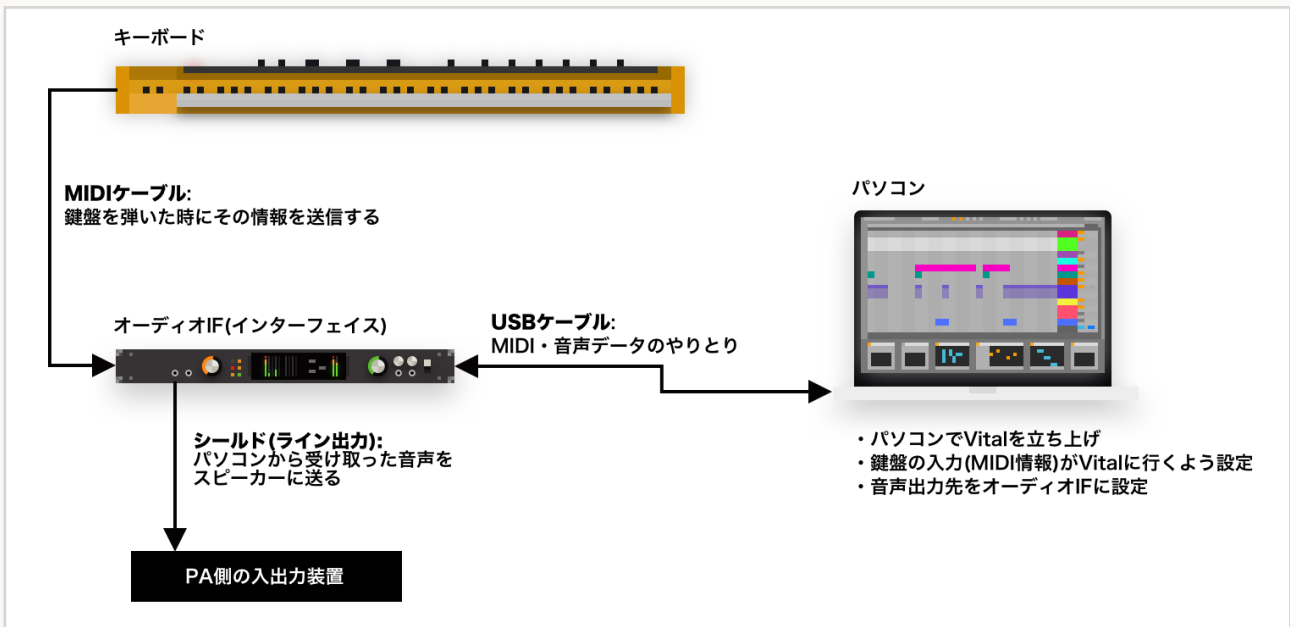 キーボード
MIDIケーブル:
鍵盤を弾いた時にその情報を送信する
パソコン
オーディオIF(インターフェイス)
USBケーブル:
MIDI・音声データのやりとり
シールド(ライン出力):
パソコンから受け取った音声を
スピーカーに送る
・パソコンでVitalを立ち上げ
・鍵盤の入力(MIDI情報)がVitalに行くよう設定
・音声出力先をオーディオIFに設定
PA側の入出力装置